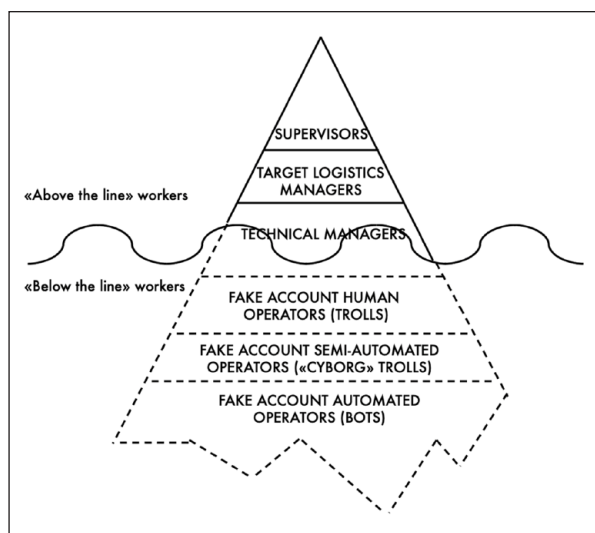 SUPERVISORS
TARGET LOGISTICS
MANAGERS
«Above the line» workers
TECHNICAL MANAGERS
«Below the line» workers
FAKE ACCOUNT HUMAN
OPERATORS (TROLLS)
FAKE ACCOUNT SEMI-AUTOMATED
OPERATORS («CYBORG» TROLLS)
FAKE ACCOUNT AUTOMATED
OPERATORS (BOTS)